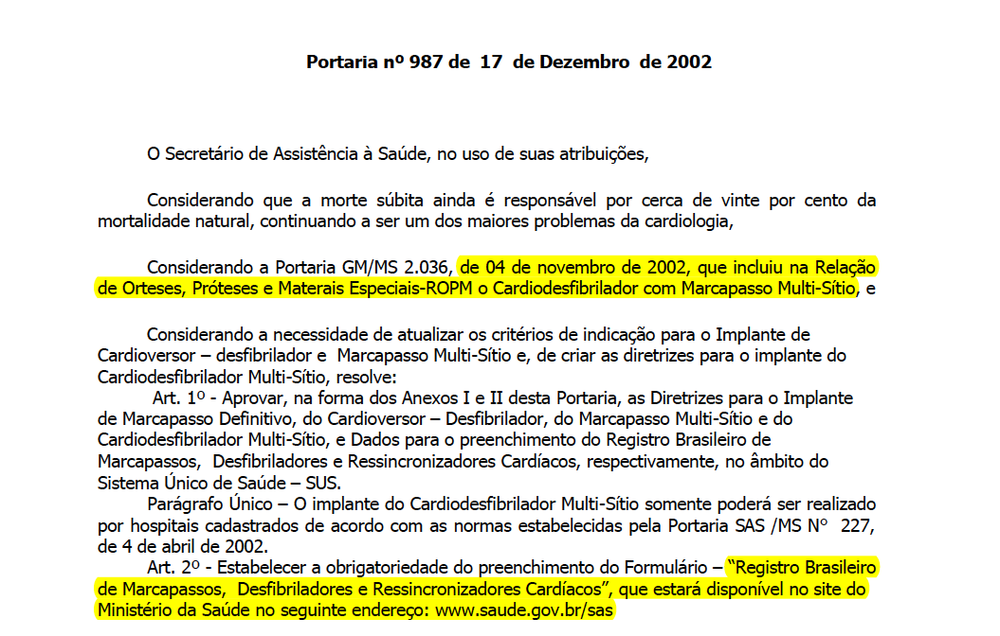 Portaria nº 987 de 17 de Dezembro de 2002
O Secretário de Assistência à Saúde, no uso de suas atribuições,
Considerando que a morte súbita ainda é responsável por cerca de vinte por cento da
mortalidade natural, continuando a ser um dos maiores problemas da cardiologia,
Considerando a Portaria GM/MS 2.036, de 04 de novembro de 2002, que incluiu na Relação
de Orteses, Próteses e Materais Especiais-ROPM o Cardiodesfibrilador com Marcapasso Multi-Sítio, e
Considerando a necessidade de atualizar os critérios de indicação para o Implante de
Cardioversor – desfibrilador e Marcapasso Multi-Sítio e, de criar as diretrizes para o implante do
Cardiodesfibrilador Multi-Sítio, resolve:
Art. 1º - Aprovar, na forma dos Anexos I e II desta Portaria, as Diretrizes para o Implante
de Marcapasso Definitivo, do Cardioversor – Desfibrilador, do Marcapasso Multi-Sítio e do
Cardiodesfibrilador Multi-Sítio, e Dados para o preenchimento do Registro Brasileiro de
Marcapassos, Desfibriladores e Ressincronizadores Cardíacos, respectivamente, no âmbito do
Sistema Único de Saúde – SUS.
Parágrafo Único – O implante do Cardiodesfibrilador Multi-Sítio somente poderá ser realizado
por hospitais cadastrados de acordo com as normas estabelecidas pela Portaria SAS /MS N° 227,
de 4 de abril de 2002.
Art. 2º - Estabelecer a obrigatoriedade do preenchimento do Formulário – “Registro Brasileiro
de Marcapassos, Desfibriladores e Ressincronizadores Cardíacos”, que estará disponível no site do
Ministério da Saúde no seguinte endereço: www.saude.gov.br/sas